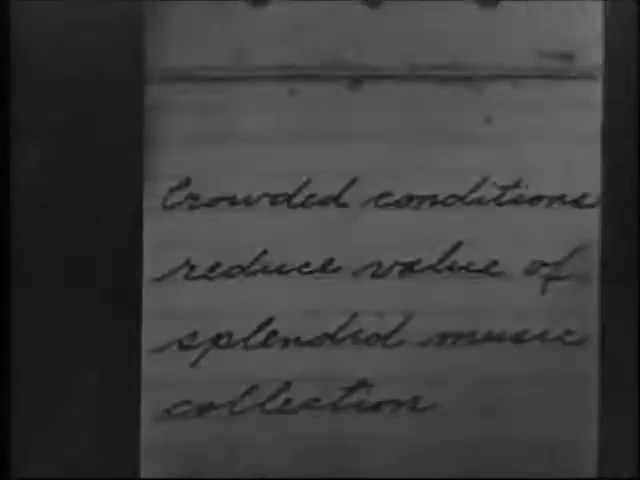 Crowded conditions
reduce value of
splendid music
collection